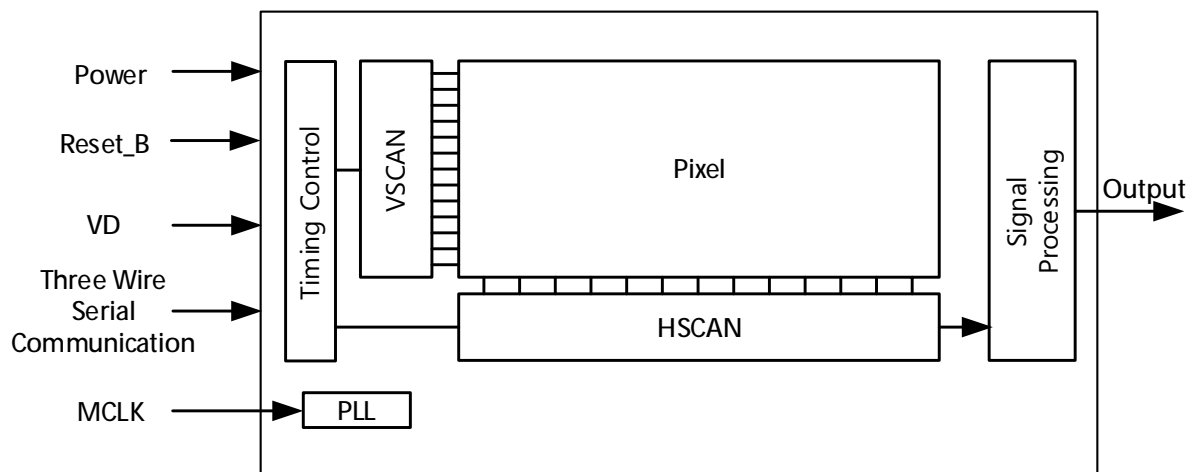 Power
Reset_B
VD
Three Wire
Serial
Communication
MCLK
Timing Control
VSCAN
Pixel
HSCAN
PLL
Signal
Processing
Output